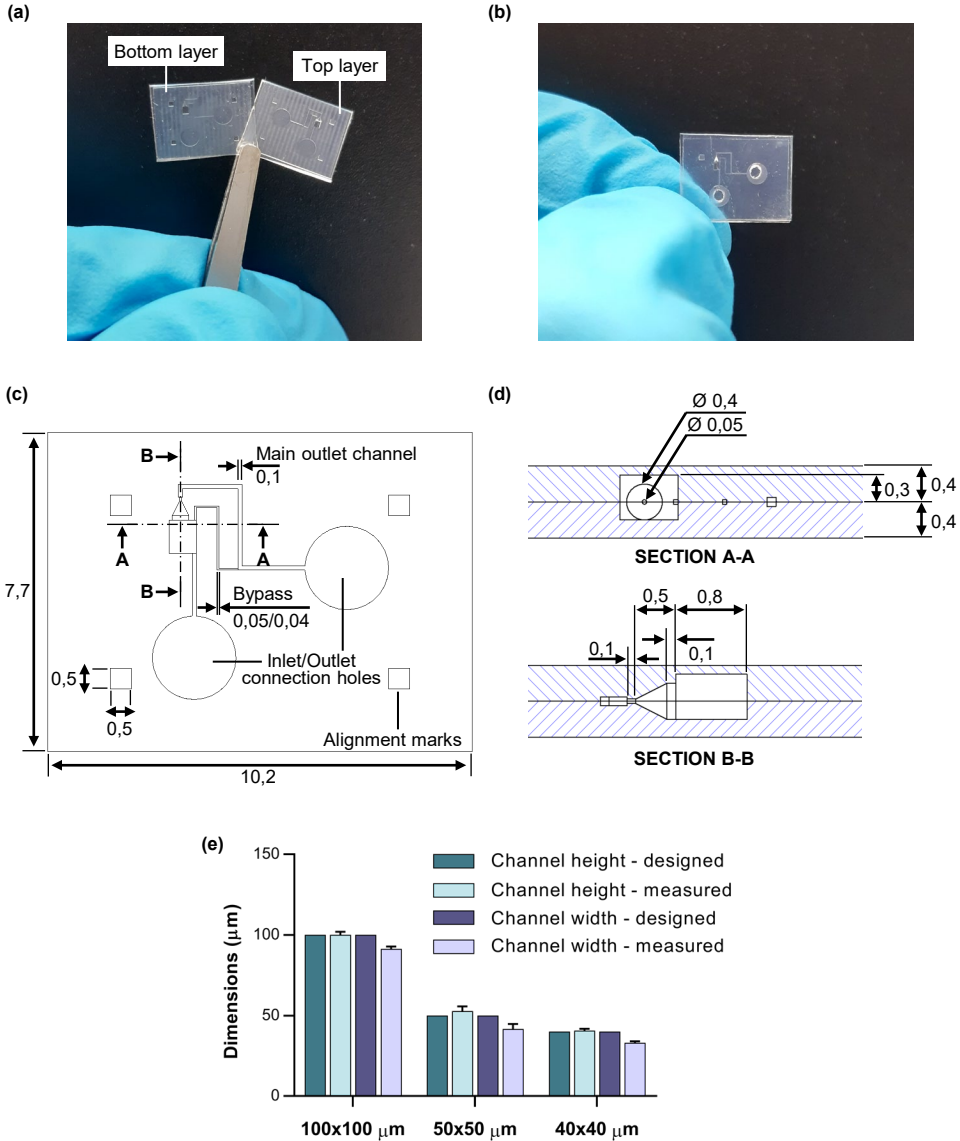 (a)
Bottom layer
Top layer
(b)
(c)
B
Main outlet channel
0,1
A
A
B
7,7
Bypass
0,05/0,04
Inlet/Outlet
connection holes
0,5
0,5
Alignment marks
10,2
(d)
Ø 0,4
Ø 0,05
0,3
0,4
0,4
SECTION A-A
0,5
0,8
0,1
0,1
SECTION B-B
(e)
150
100
50
0
Dimensions (μm)
Channel height - designed
Channel height - measured
Channel width - designed
Channel width - measured
100x100 μm
50x50 μm
40x40 μm